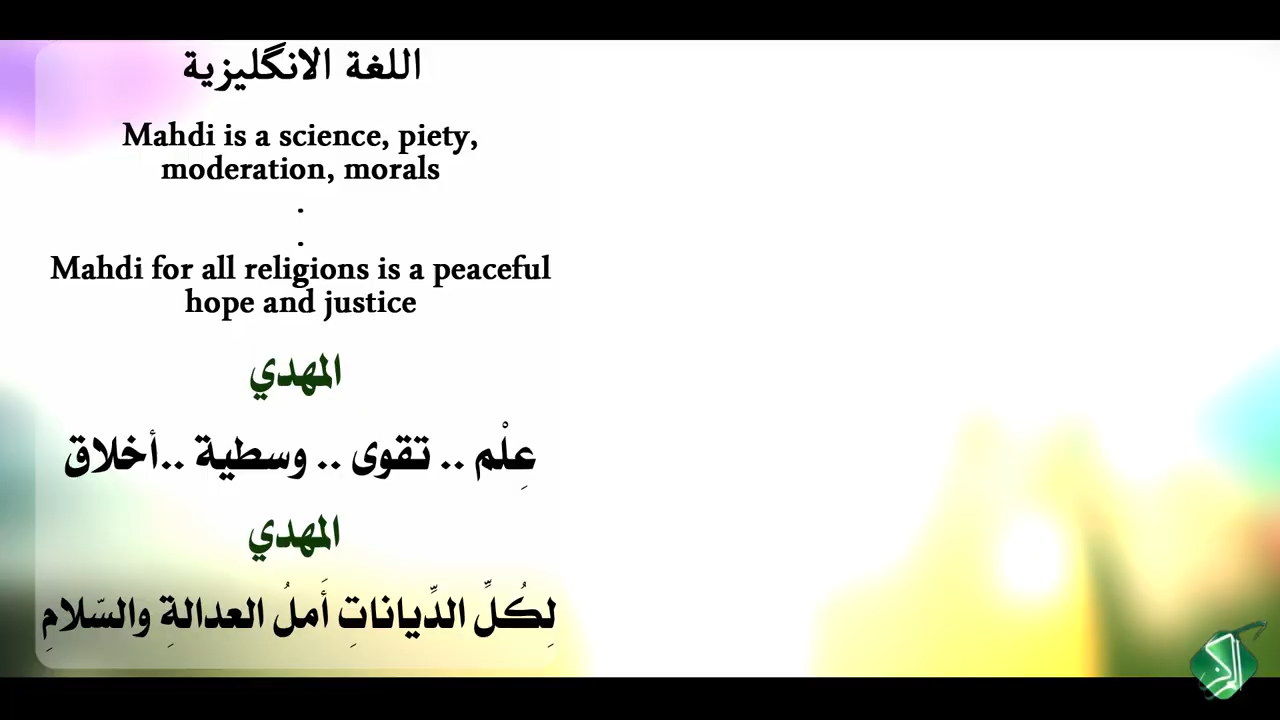 اللغة الانگليزية
Mahdi is a science, piety,
moderation, morals
.
.
Mahdi for all religions is a peaceful
hope and justice
المهدي
عِلْم .. تقوى .. وسطية ..أخلاق
المهدي
لِكُلِّ الدِّياناتِ أَملُ العدالةِ والسّلامِ